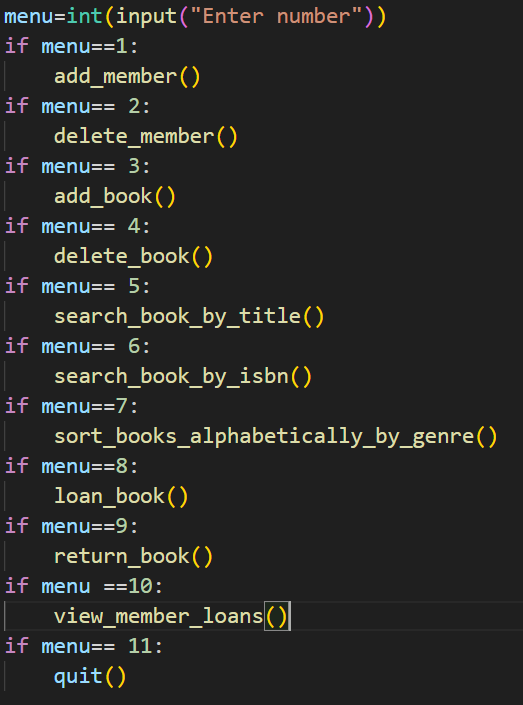 menu=int(input("Enter number"))
if menu==1:
    add_member()
if menu== 2:
    delete_member()
if menu== 3:
    add_book()
if menu== 4:
    delete_book()
if menu== 5:
    search_book_by_title()
if menu== 6:
    search_book_by_isbn()
if menu==7:
    sort_books_alphabetically_by_genre()
if menu==8:
    loan_book()
if menu==9:
    return_book()
if menu ==10:
    view_member_loans()
if menu== 11:
    quit()